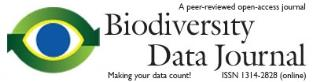 A peer-reviewed open-access journal
Biodiversity
Data Journal
Making your data count! ISSN 1314-2828 (online)